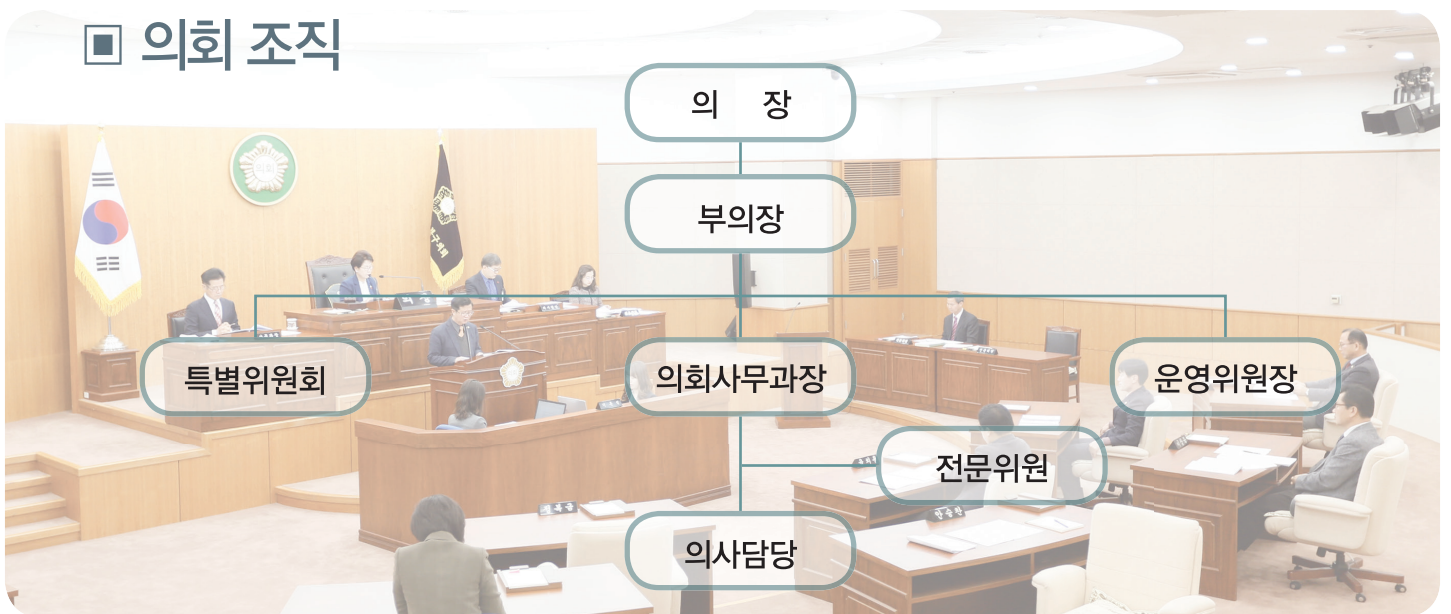 ▣ 의회 조직
의 장
부의장
특별위원회
의회사무과장
운영위원장
전문위원
의사담당